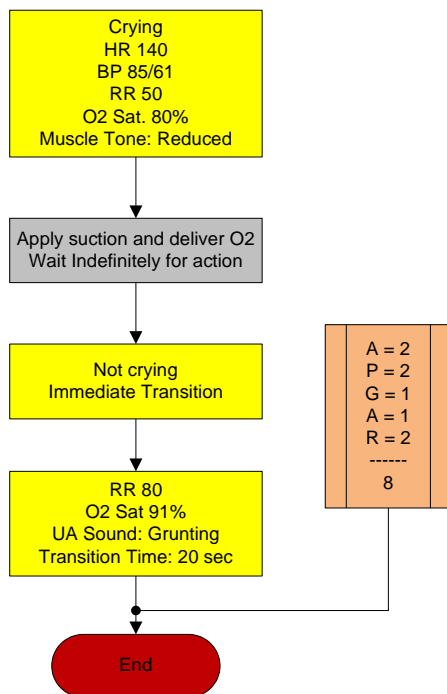 Crying
HR 140
BP 85/61
RR 50
O2 Sat. 80%
Muscle Tone: Reduced
Apply suction and deliver O2
Wait Indefinitely for action
Not crying
Immediate Transition
A = 2
P = 2
G = 1
A = 1
R = 2
------
8
RR 80
O2 Sat 91%
UA Sound: Grunting
Transition Time: 20 sec
End